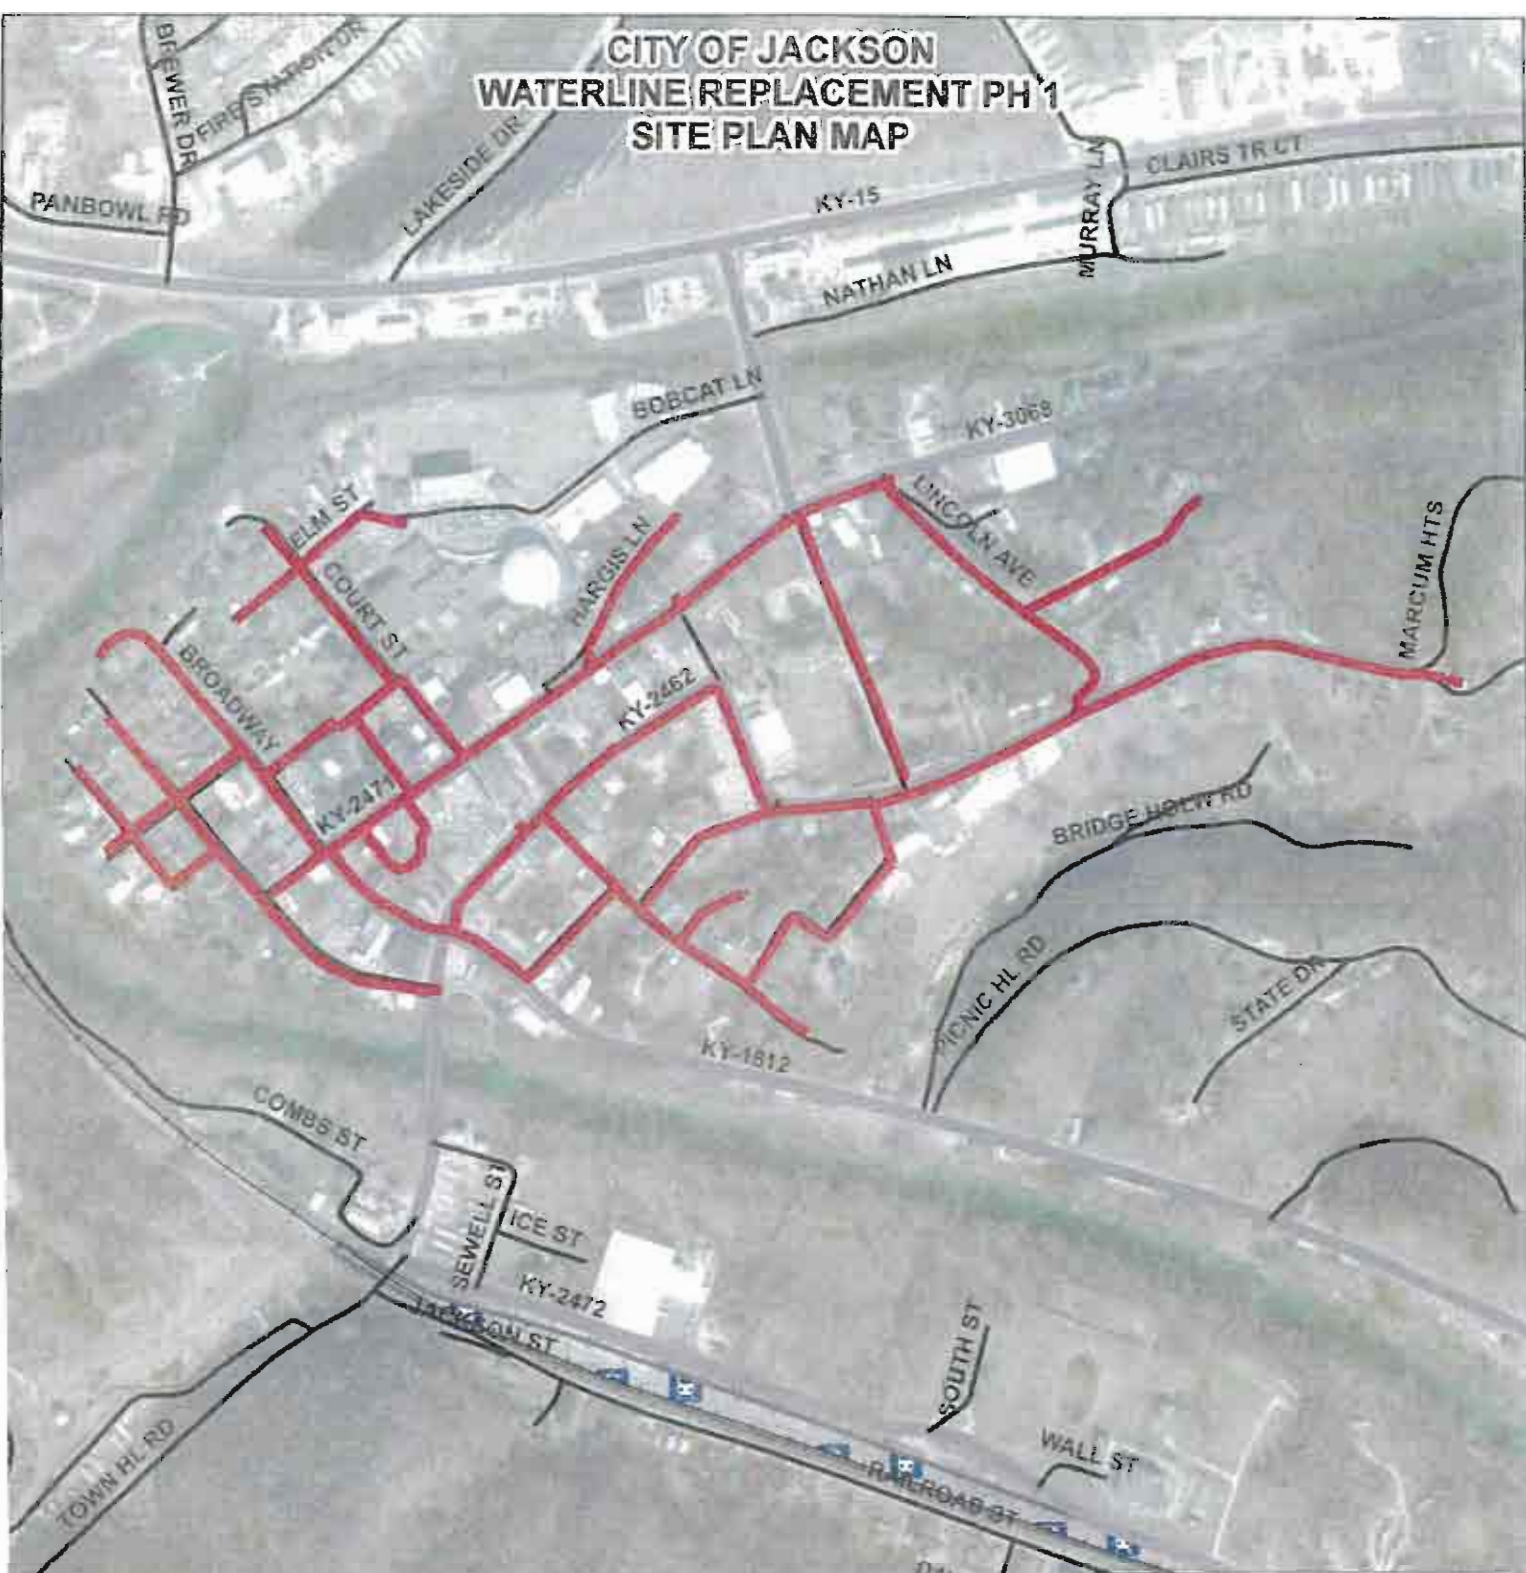 CITY OF JACKSON
WATERLINE REPLACEMENT PH 1
SITE PLAN MAP
BREWER DR
LAKESIDE DR
PANBOWL RD
KY-15
MURRAY LN
CLAIRS TR CT
NATHAN LN
BOBCAT LN
KY-3068
ELM ST
LINCOLN AVE
HARGIS LN
MARCUM HTS
COURT ST
BROADWAY
KY-2462
KY-2471
BRIDGE HOLW RD
PICNIC HL RD
STATE DR
KY-1812
COMBS ST
SEWELL ST
ICE ST
KY-2472
JACKSON ST
SOUTH ST
TOWN HL RD
WALL ST
RAILROAD ST